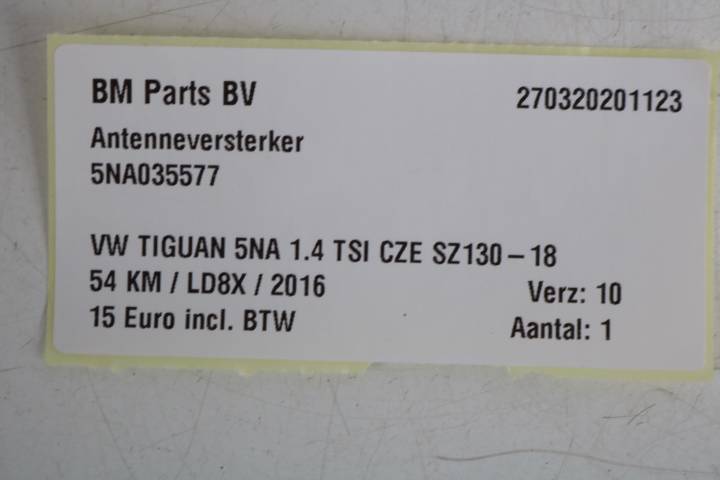 BM Parts BV 270320201123
Antenneversterker
5NA035577
VW TIGUAN 5NA 1.4 TSI CZE SZ130-18
54 KM / LD8X / 2016 Verz: 10
15 Euro incl. BTW Aantal: 1